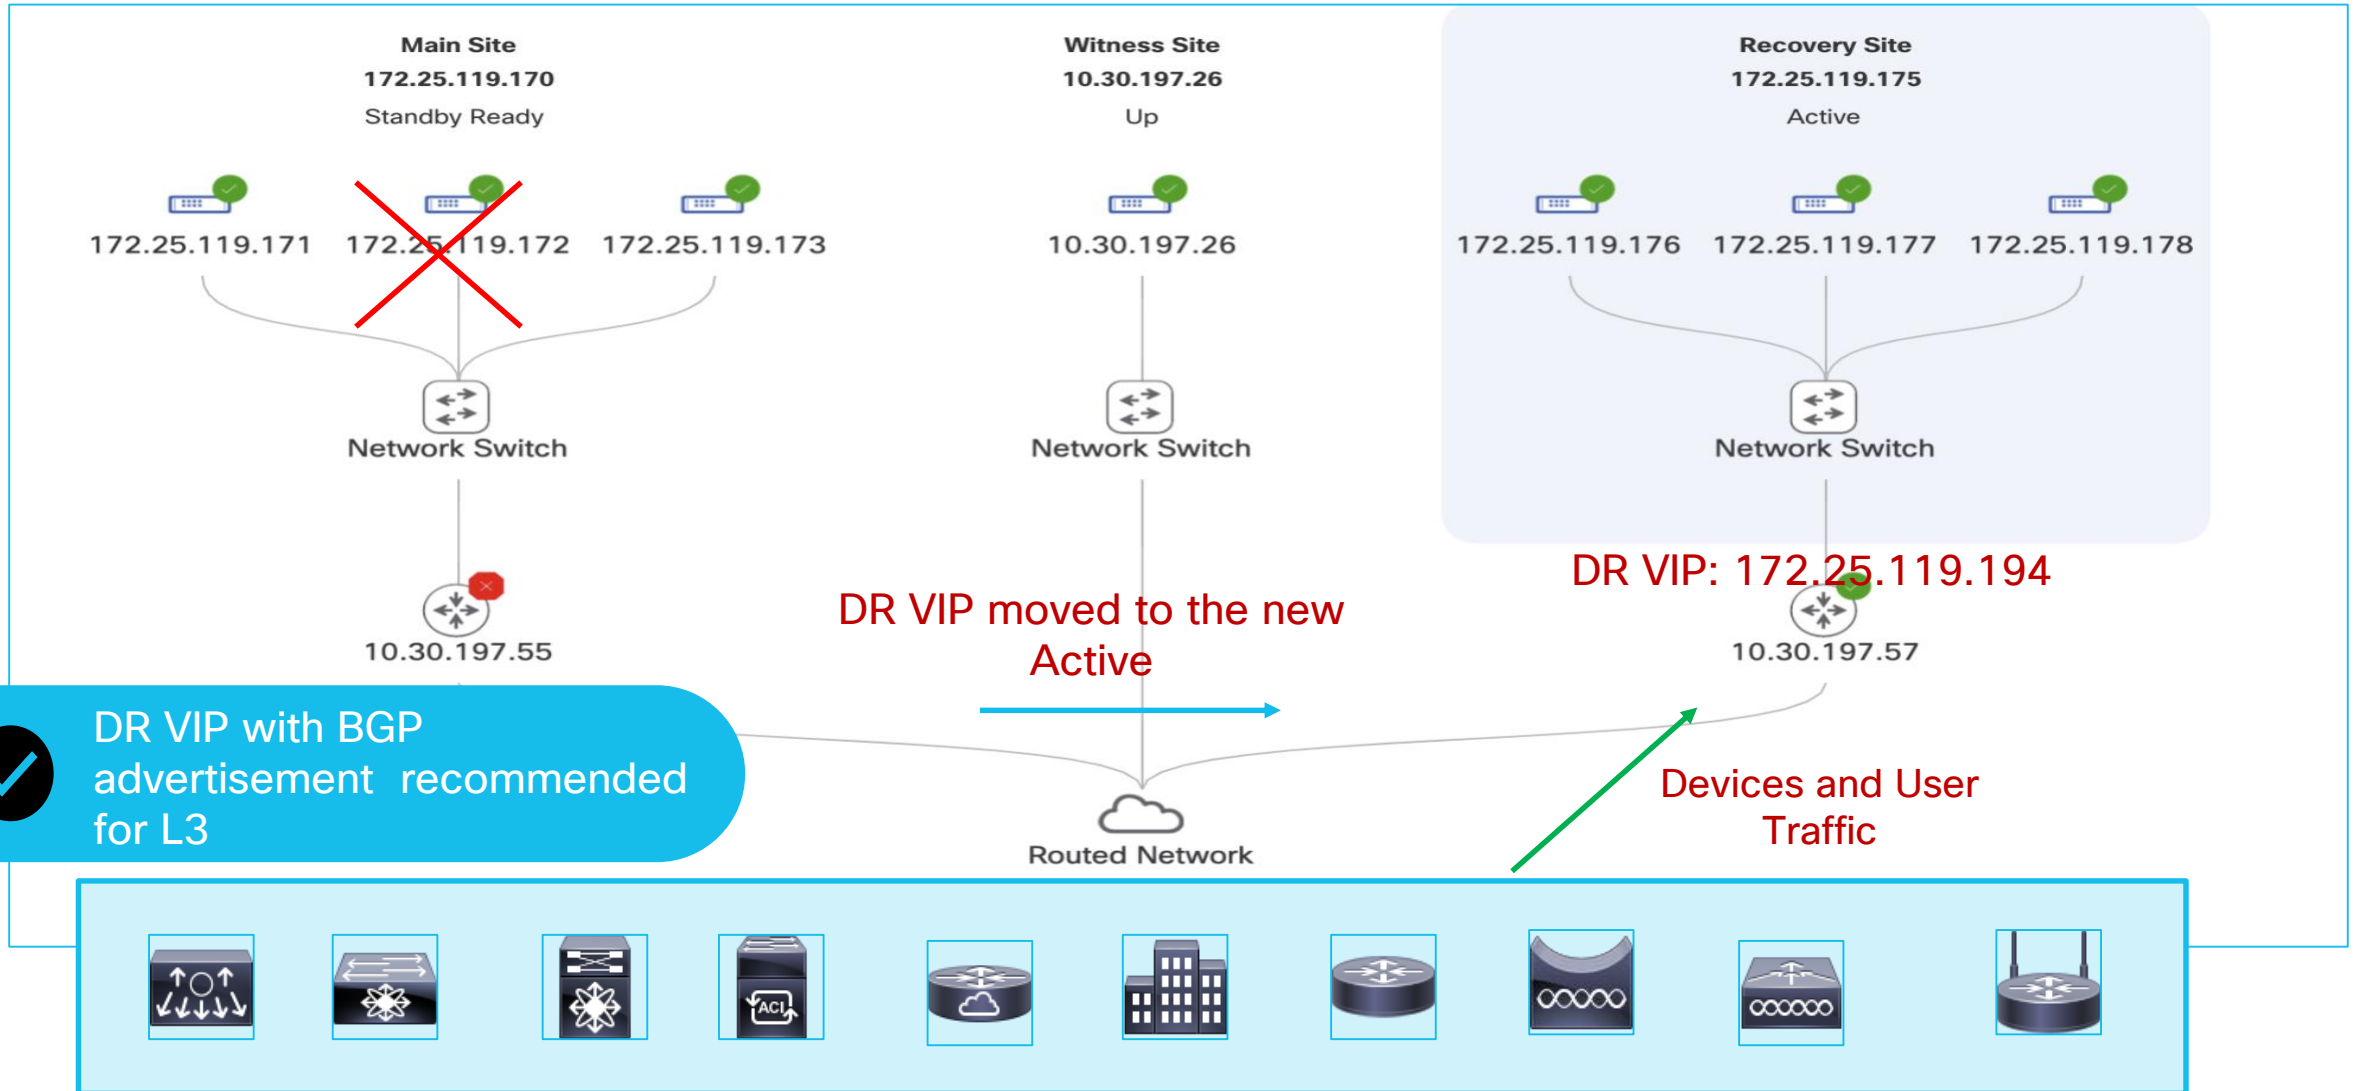 Main Site
172.25.119.170
Standby Ready
172.25.119.171
172.25.119.172
172.25.119.173
Network Switch
10.30.197.55
Witness Site
10.30.197.26
Up
10.30.197.26
Network Switch
Recovery Site
172.25.119.175
Active
172.25.119.176
172.25.119.177
172.25.119.178
Network Switch
DR VIP: 172.25.119.194
10.30.197.57
DR VIP moved to the new
Active
DR VIP with BGP
advertisement recommended
for L3
Devices and User
Traffic
Routed Network
ACI